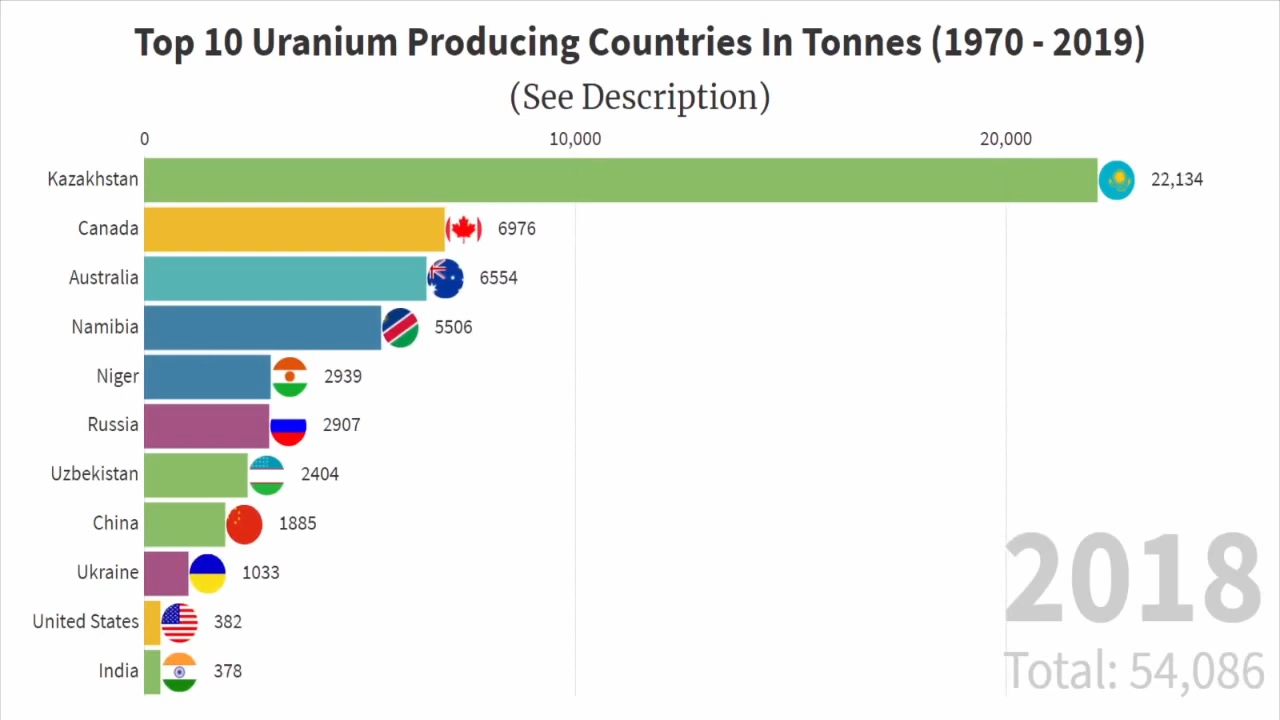 Top 10 Uranium Producing Countries In Tonnes (1970 - 2019)
(See Description)
0 10,000 20,000
Kazakhstan 22,134
Canada 6976
Australia 6554
Namibia 5506
Niger 2939
Russia 2907
Uzbekistan 2404
China 1885
Ukraine 1033
United States 382
India 378
2018
Total: 54,086